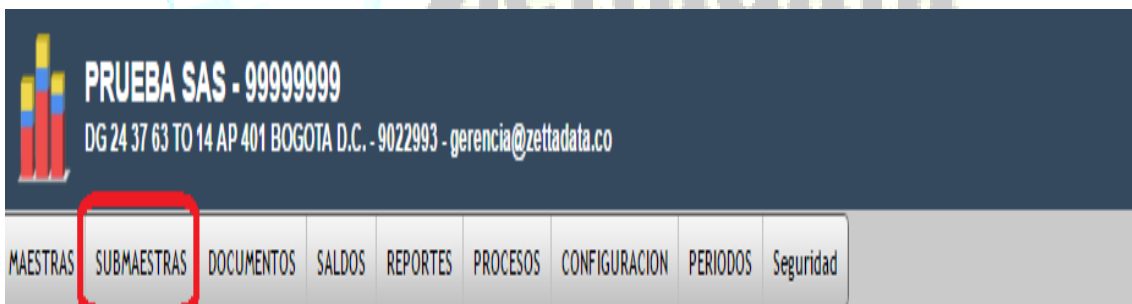 PRUEBA SAS - 99999999
DG 24 37 63 TO 14 AP 401 BOGOTA D.C. - 9022993 - gerencia@zettadata.co
MAESTRAS SUBMAESTRAS DOCUMENTOS SALDOS REPORTES PROCESOS CONFIGURACION PERIODOS Seguridad